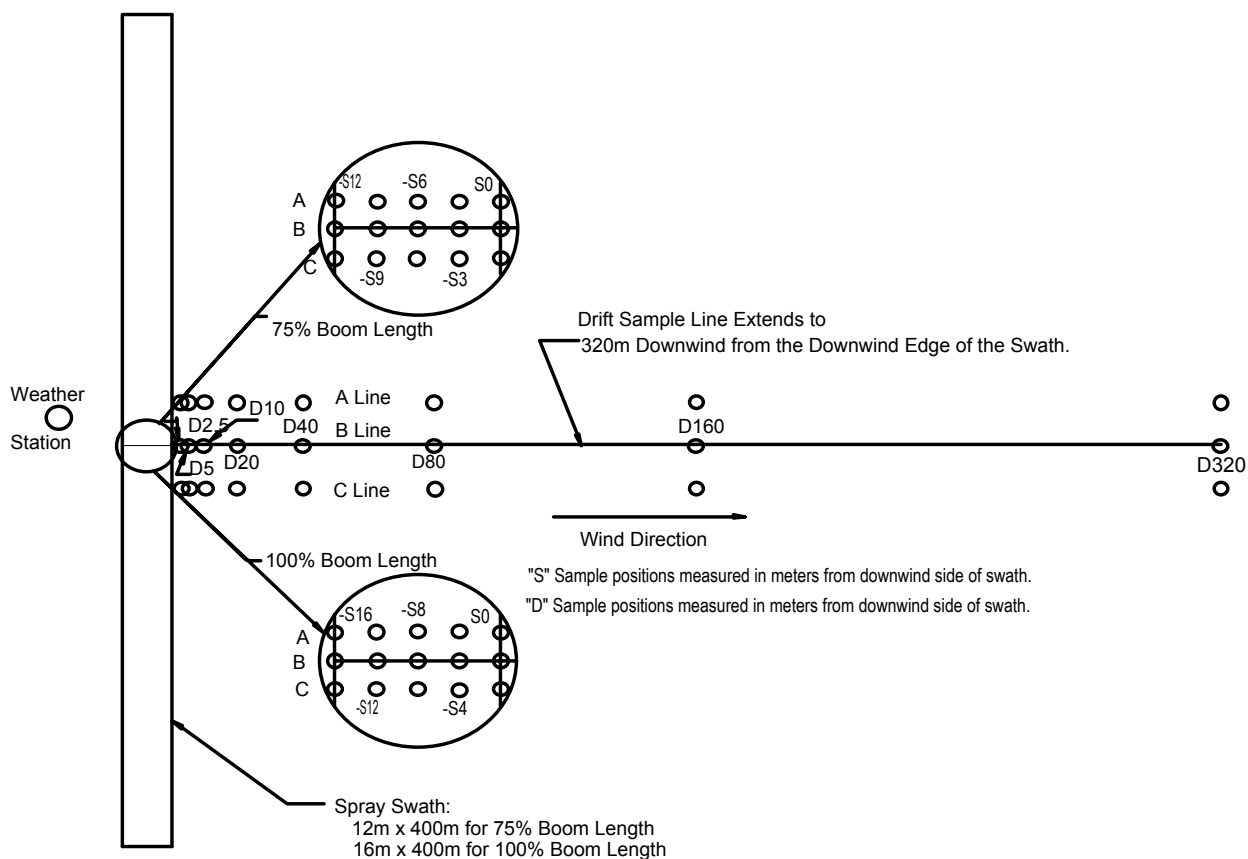 -S12 -S6 S0
A
B
C
-S9 -S3
75% Boom Length
Drift Sample Line Extends to
320m Downwind from the Downwind Edge of the Swath.
Weather
Station
A Line
D10
D2.5
B Line
D40
D160
D5
D20
D80
D320
C Line
Wind Direction
100% Boom Length
"S" Sample positions measured in meters from downwind side of swath.
"D" Sample positions measured in meters from downwind side of swath.
-S16 -S8 S0
A
B
C
-S12 -S4
Spray Swath:
12m x 400m for 75% Boom Length
16m x 400m for 100% Boom Length